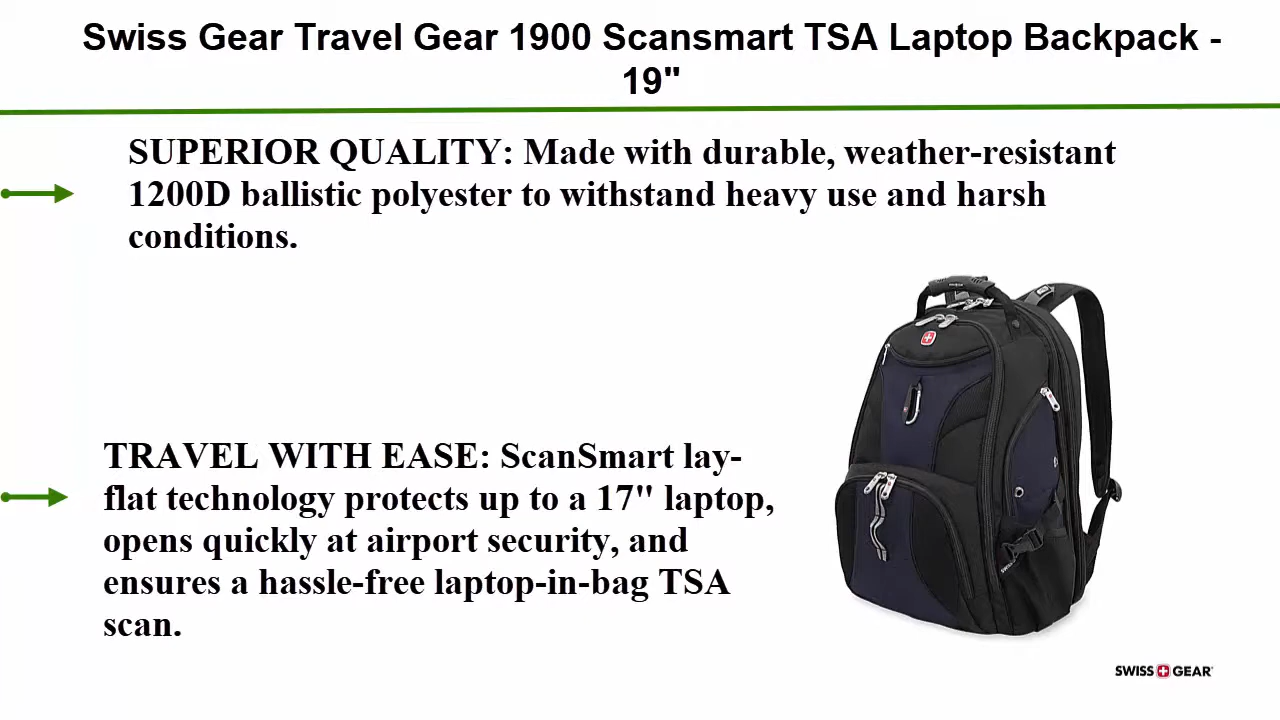 Swiss Gear Travel Gear 1900 Scansmart TSA Laptop Backpack -
19"
SUPERIOR QUALITY: Made with durable, weather-resistant
1200D ballistic polyester to withstand heavy use and harsh
conditions.
TRAVEL WITH EASE: ScanSmart lay-
flat technology protects up to a 17" laptop,
opens quickly at airport security, and
ensures a hassle-free laptop-in-bag TSA
scan.
SWISS GEAR